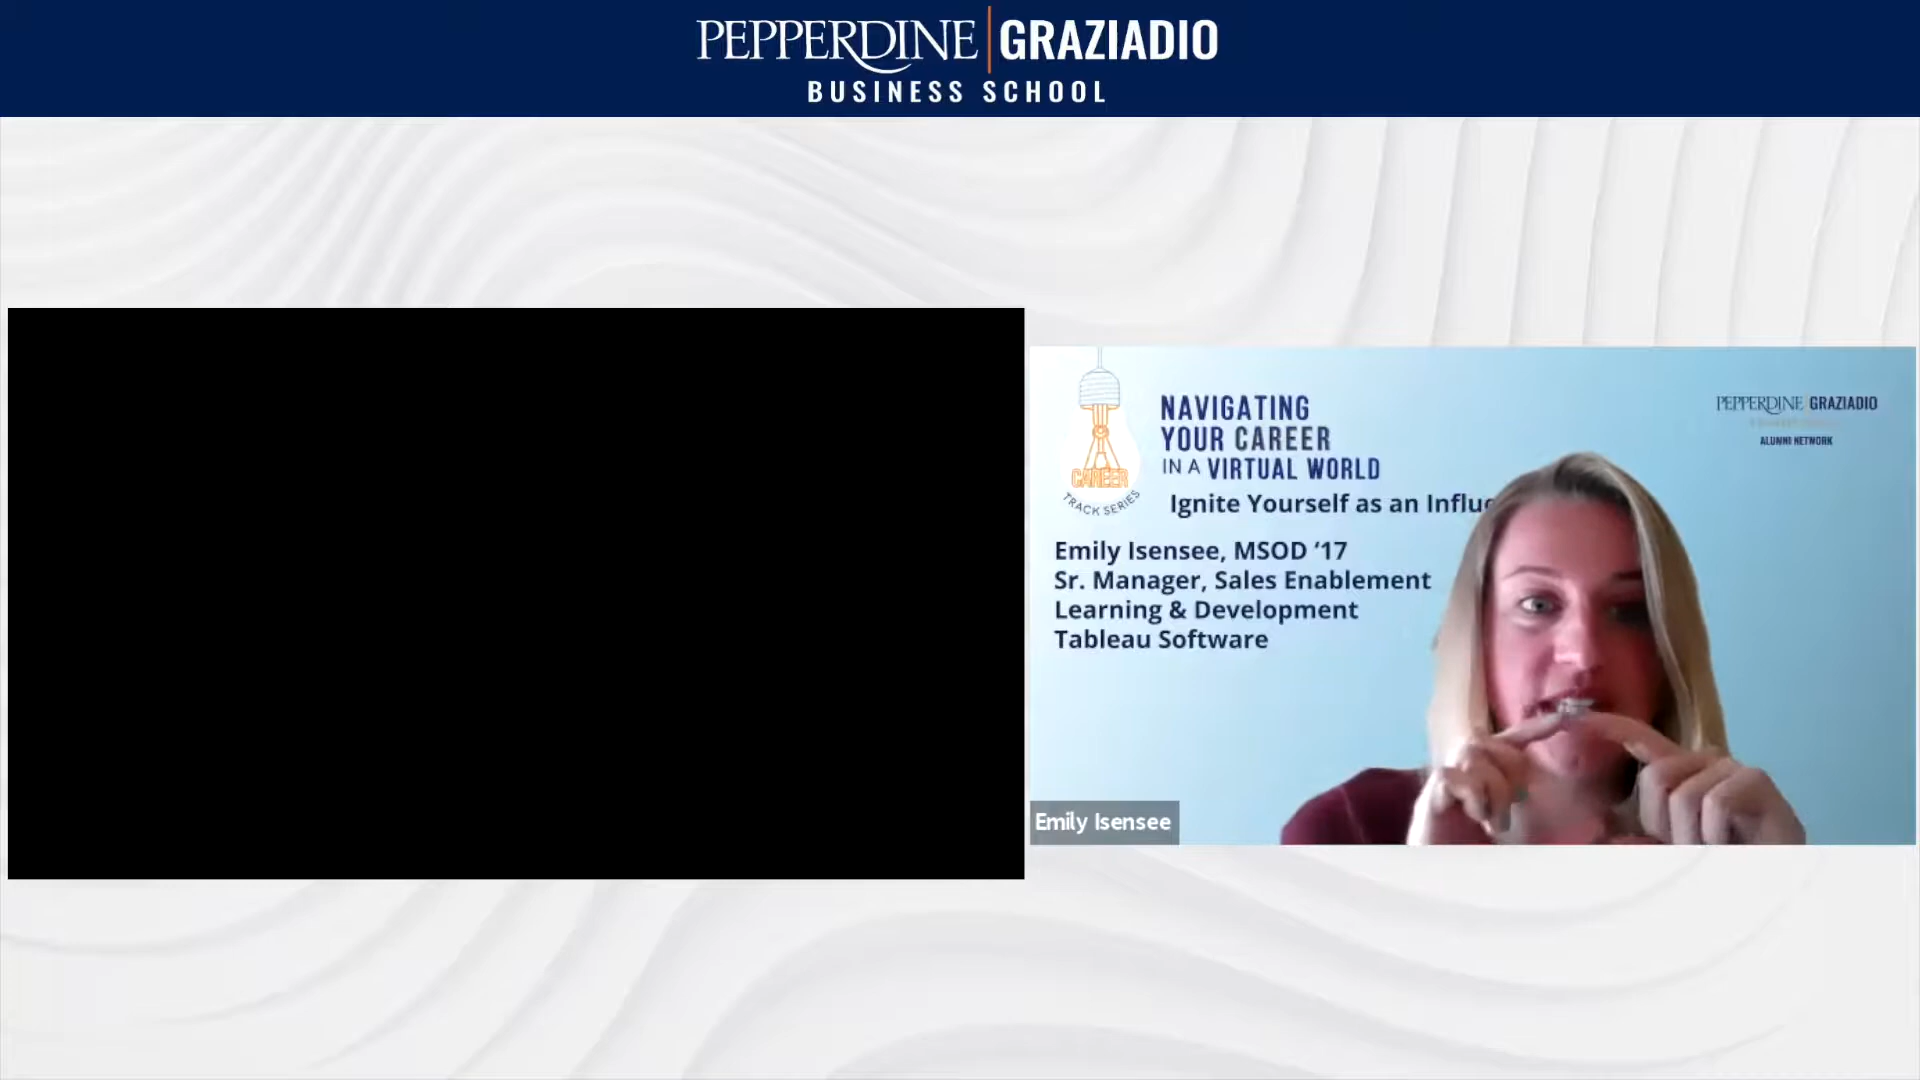 PEPPERDINE GRAZIADIO
BUSINESS SCHOOL
NAVIGATING
YOUR CAREER
IN A VIRTUAL WORLD
Ignite Yourself as an Influ
CAREER
TRACK SERIES
Emily Isensee, MSOD ‘17
Sr. Manager, Sales Enablement
Learning & Development
Tableau Software
PEPPERDINE GRAZIADIO
ALUMNI NETWORK
Emily Isensee